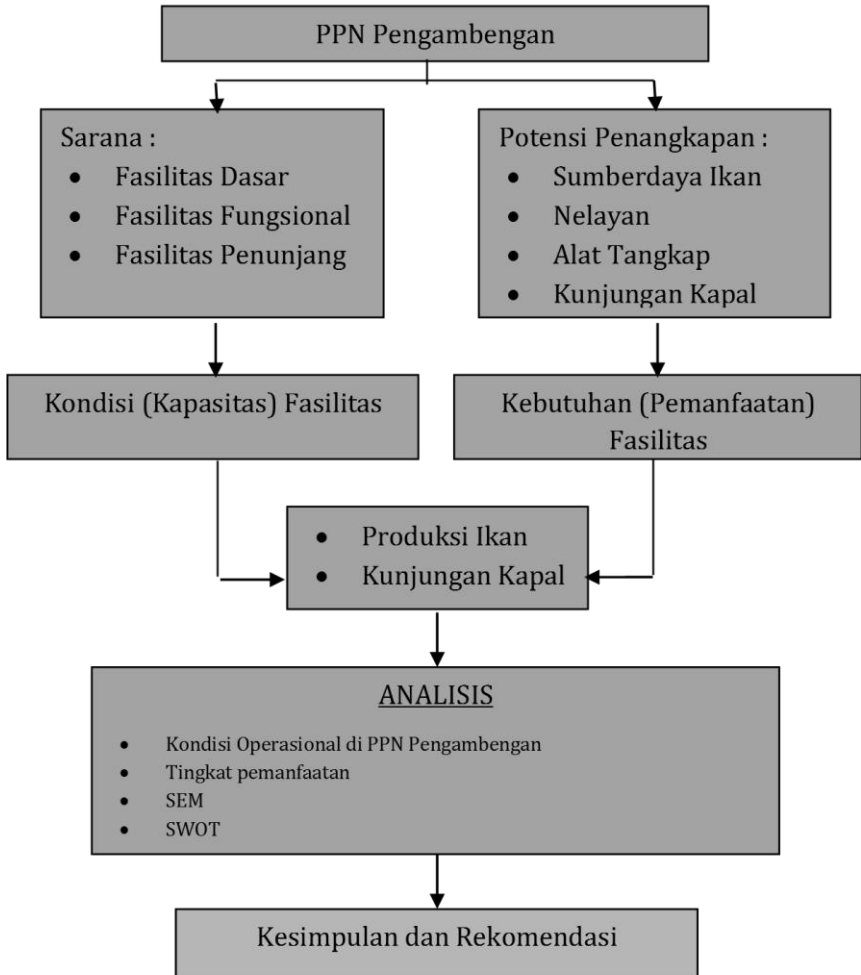 PPN Pengambengan
Sarana :
• Fasilitas Dasar
• Fasilitas Fungsional
• Fasilitas Penunjang
Potensi Penangkapan :
• Sumberdaya Ikan
• Nelayan
• Alat Tangkap
• Kunjungan Kapal
Kondisi (Kapasitas) Fasilitas
Kebutuhan (Pemanfaatan)
Fasilitas
• Produksi Ikan
• Kunjungan Kapal
ANALISIS
• Kondisi Operasional di PPN Pengambengan
• Tingkat pemanfaatan
• SEM
• SWOT
Kesimpulan dan Rekomendasi